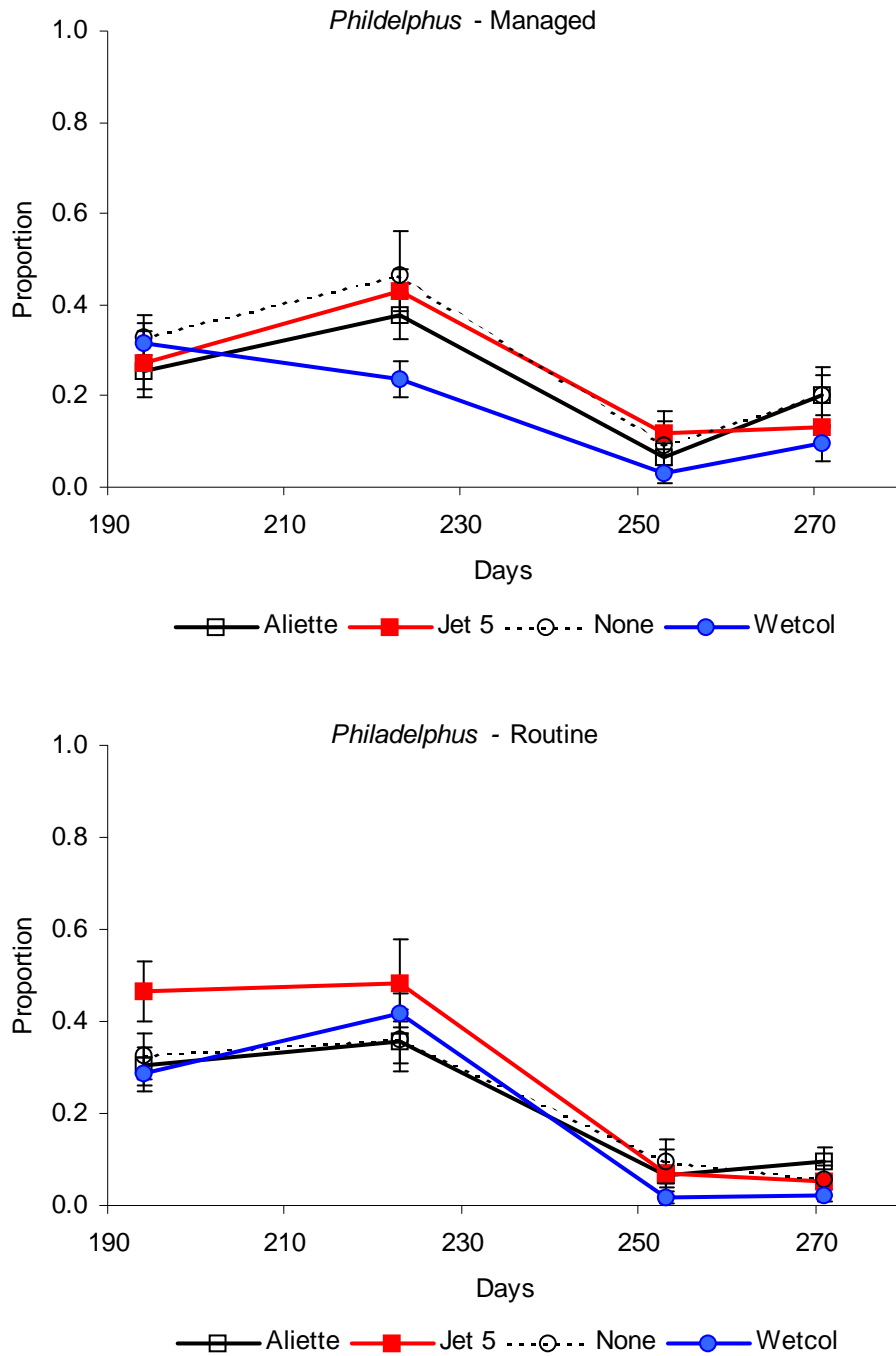 Phildelphus - Managed
1.0
0.8
0.6
0.4
0.2
0.0
Proportion
190 210 230 250 270
Days
Aliette Jet 5 None Wetcol
Philadelphus - Routine
1.0
0.8
0.6
0.4
0.2
0.0
Proportion
190 210 230 250 270
Days
Aliette Jet 5 None Wetcol